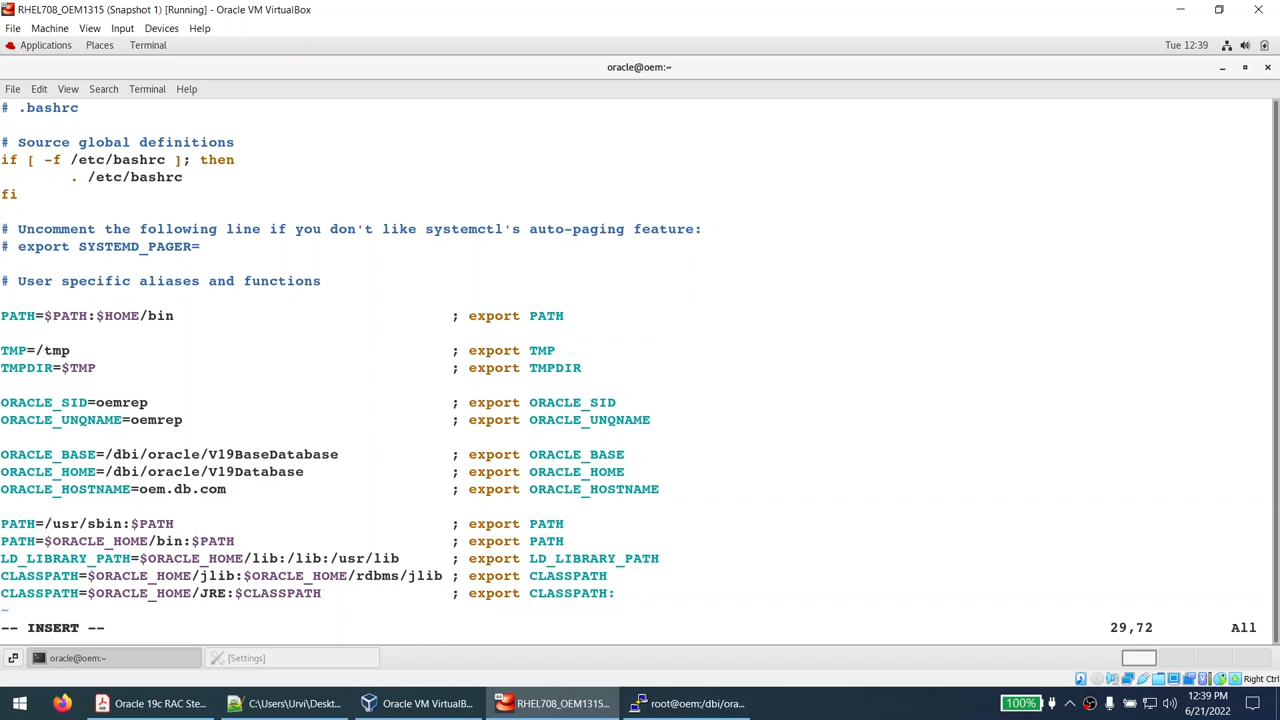 RHEL708_OEM1315 (Snapshot 1) [Running] - Oracle VM VirtualBox
File Machine View Input Devices Help
Applications Places Terminal Tue 12:39
oracle@oem:~
File Edit View Search Terminal Help
# .bashrc
# Source global definitions
if [ -f /etc/bashrc ]; then
. /etc/bashrc
fi
# Uncomment the following line if you don't like systemctl's auto-paging feature:
# export SYSTEMD_PAGER=
# User specific aliases and functions
PATH=$PATH:$HOME/bin ; export PATH
TMP=/tmp ; export TMP
TMPDIR=$TMP ; export TMPDIR
ORACLE_SID=oemrep ; export ORACLE_SID
ORACLE_UNQNAME=oemrep ; export ORACLE_UNQNAME
ORACLE_BASE=/dbi/oracle/V19BaseDatabase ; export ORACLE_BASE
ORACLE_HOME=/dbi/oracle/V19Database ; export ORACLE_HOME
ORACLE_HOSTNAME=oem.db.com ; export ORACLE_HOSTNAME
PATH=/usr/sbin:$PATH ; export PATH
PATH=$ORACLE_HOME/bin:$PATH ; export PATH
LD_LIBRARY_PATH=$ORACLE_HOME/lib:/lib:/usr/lib ; export LD_LIBRARY_PATH
CLASSPATH=$ORACLE_HOME/jlib:$ORACLE_HOME/rdbms/jlib ; export CLASSPATH
CLASSPATH=$ORACLE_HOME/JRE:$CLASSPATH ; export CLASSPATH:
~
-- INSERT -- 29,72 All
oracle@oem:~ [Settings]
Right Ctrl
Oracle 19c RAC Ste... C:\Users\Urvi\Deskt... Oracle VM VirtualB... RHEL708_OEM1315... root@oem:/dbi/ora... 100% 12:39 PM
6/21/2022